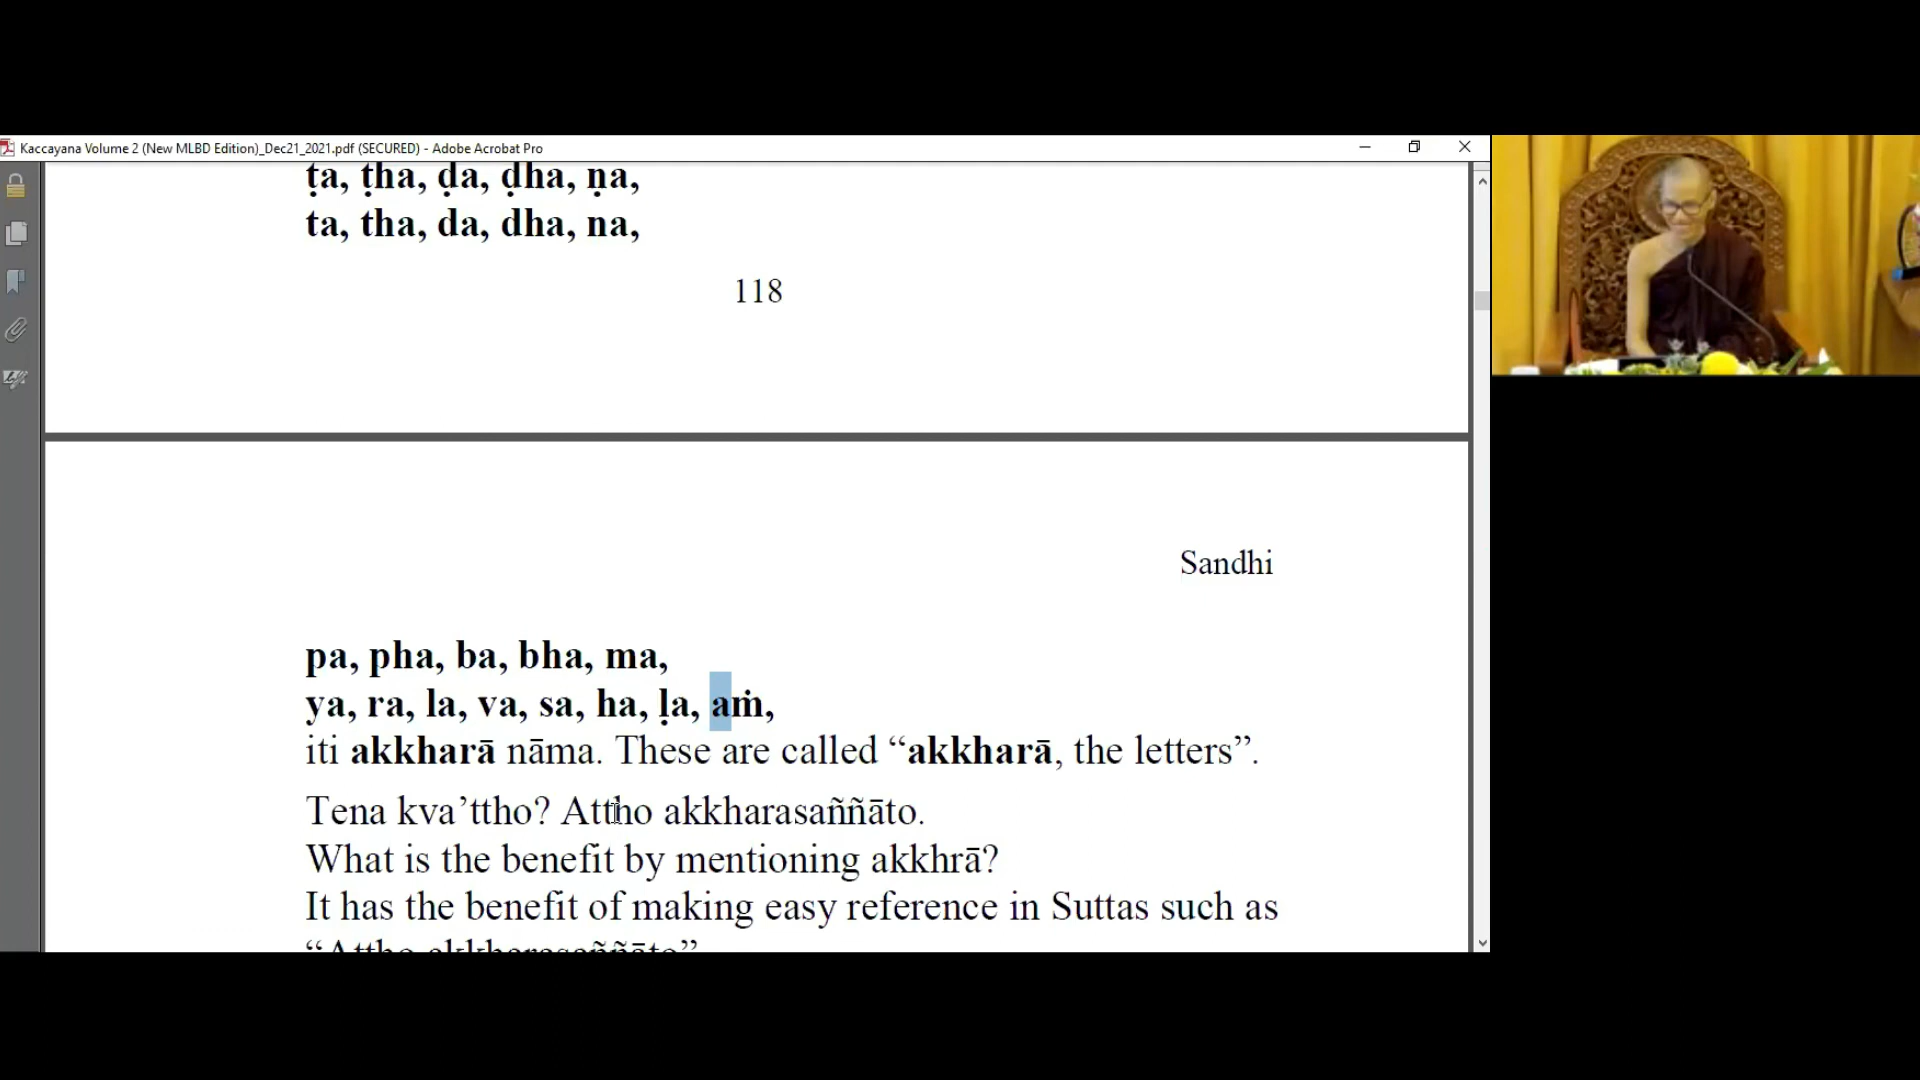 Kaccayana Volume 2 (New MLBD Edition)_Dec21_2021.pdf (SECURED) - Adobe Acrobat Pro
ṭa, ṭha, ḍa, ḍha, ṇa,
ta, tha, da, dha, na,
118
Sandhi
pa, pha, ba, bha, ma,
ya, ra, la, va, sa, ha, ḷa, aṁ,
iti akkharā nāma. These are called “akkharā, the letters”.
Tena kva’ttho? Attho akkharasaññāto.
What is the benefit by mentioning akkhrā?
It has the benefit of making easy reference in Suttas such as
“Attho akkharasaññāto”